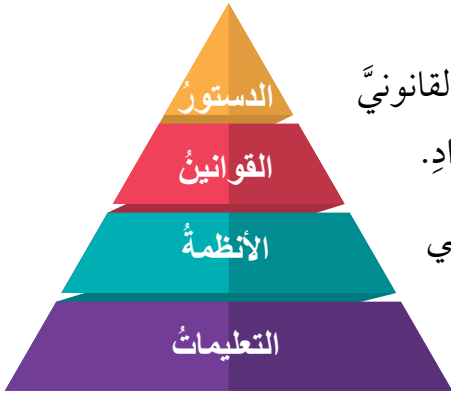 لقانونيَّ
ادِ.
ي
الدستورُ
القوانينُ
الأنظمةُ
التعليماتُ